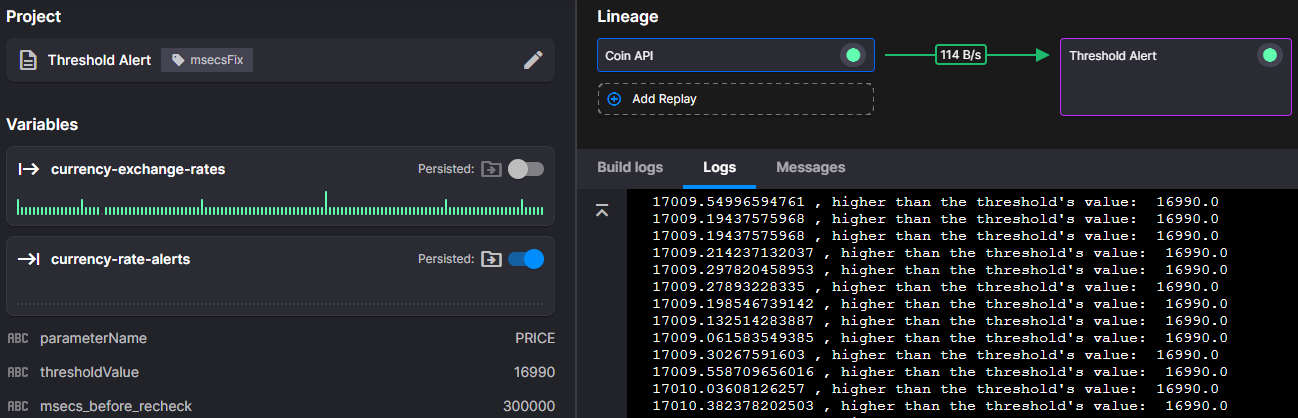 Project
Threshold Alert
msecsFix
Variables
currency-exchange-rates
Persisted:
currency-rate-alerts
Persisted:
ABC parameterName PRICE
ABC thresholdValue 16990
ABC msecs_before_recheck 300000
Lineage
Coin API
114 B/s
Threshold Alert
Add Replay
Build logs Logs Messages
17009.54996594761 , higher than the threshold's value:  16990.0
17009.19437575968 , higher than the threshold's value:  16990.0
17009.19437575968 , higher than the threshold's value:  16990.0
17009.214237132037 , higher than the threshold's value:  16990.0
17009.297820458953 , higher than the threshold's value:  16990.0
17009.27893228335 , higher than the threshold's value:  16990.0
17009.198546739142 , higher than the threshold's value:  16990.0
17009.132514283887 , higher than the threshold's value:  16990.0
17009.061583549385 , higher than the threshold's value:  16990.0
17009.30267591603 , higher than the threshold's value:  16990.0
17009.558709656016 , higher than the threshold's value:  16990.0
17010.03608126257 , higher than the threshold's value:  16990.0
17010.382378202503 , higher than the threshold's value:  16990.0